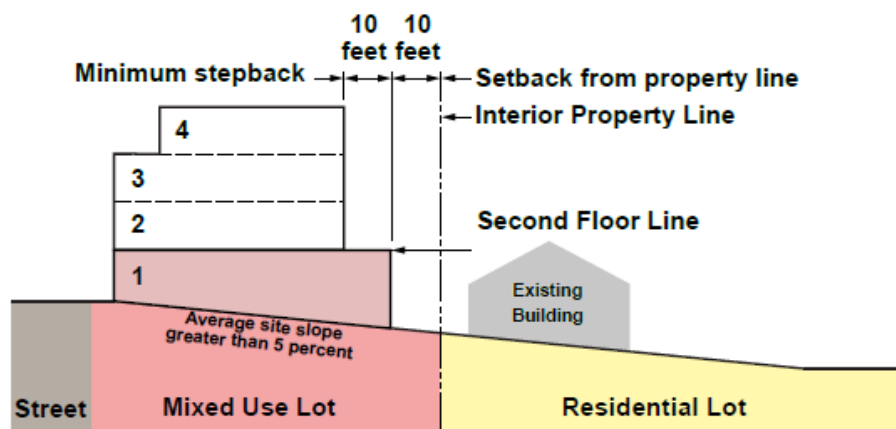 10 10
feet feet
Minimum stepback
Setback from property line
Interior Property Line
4
3
2
Second Floor Line
1
Existing
Building
Average site slope
greater than 5 percent
Street
Mixed Use Lot
Residential Lot